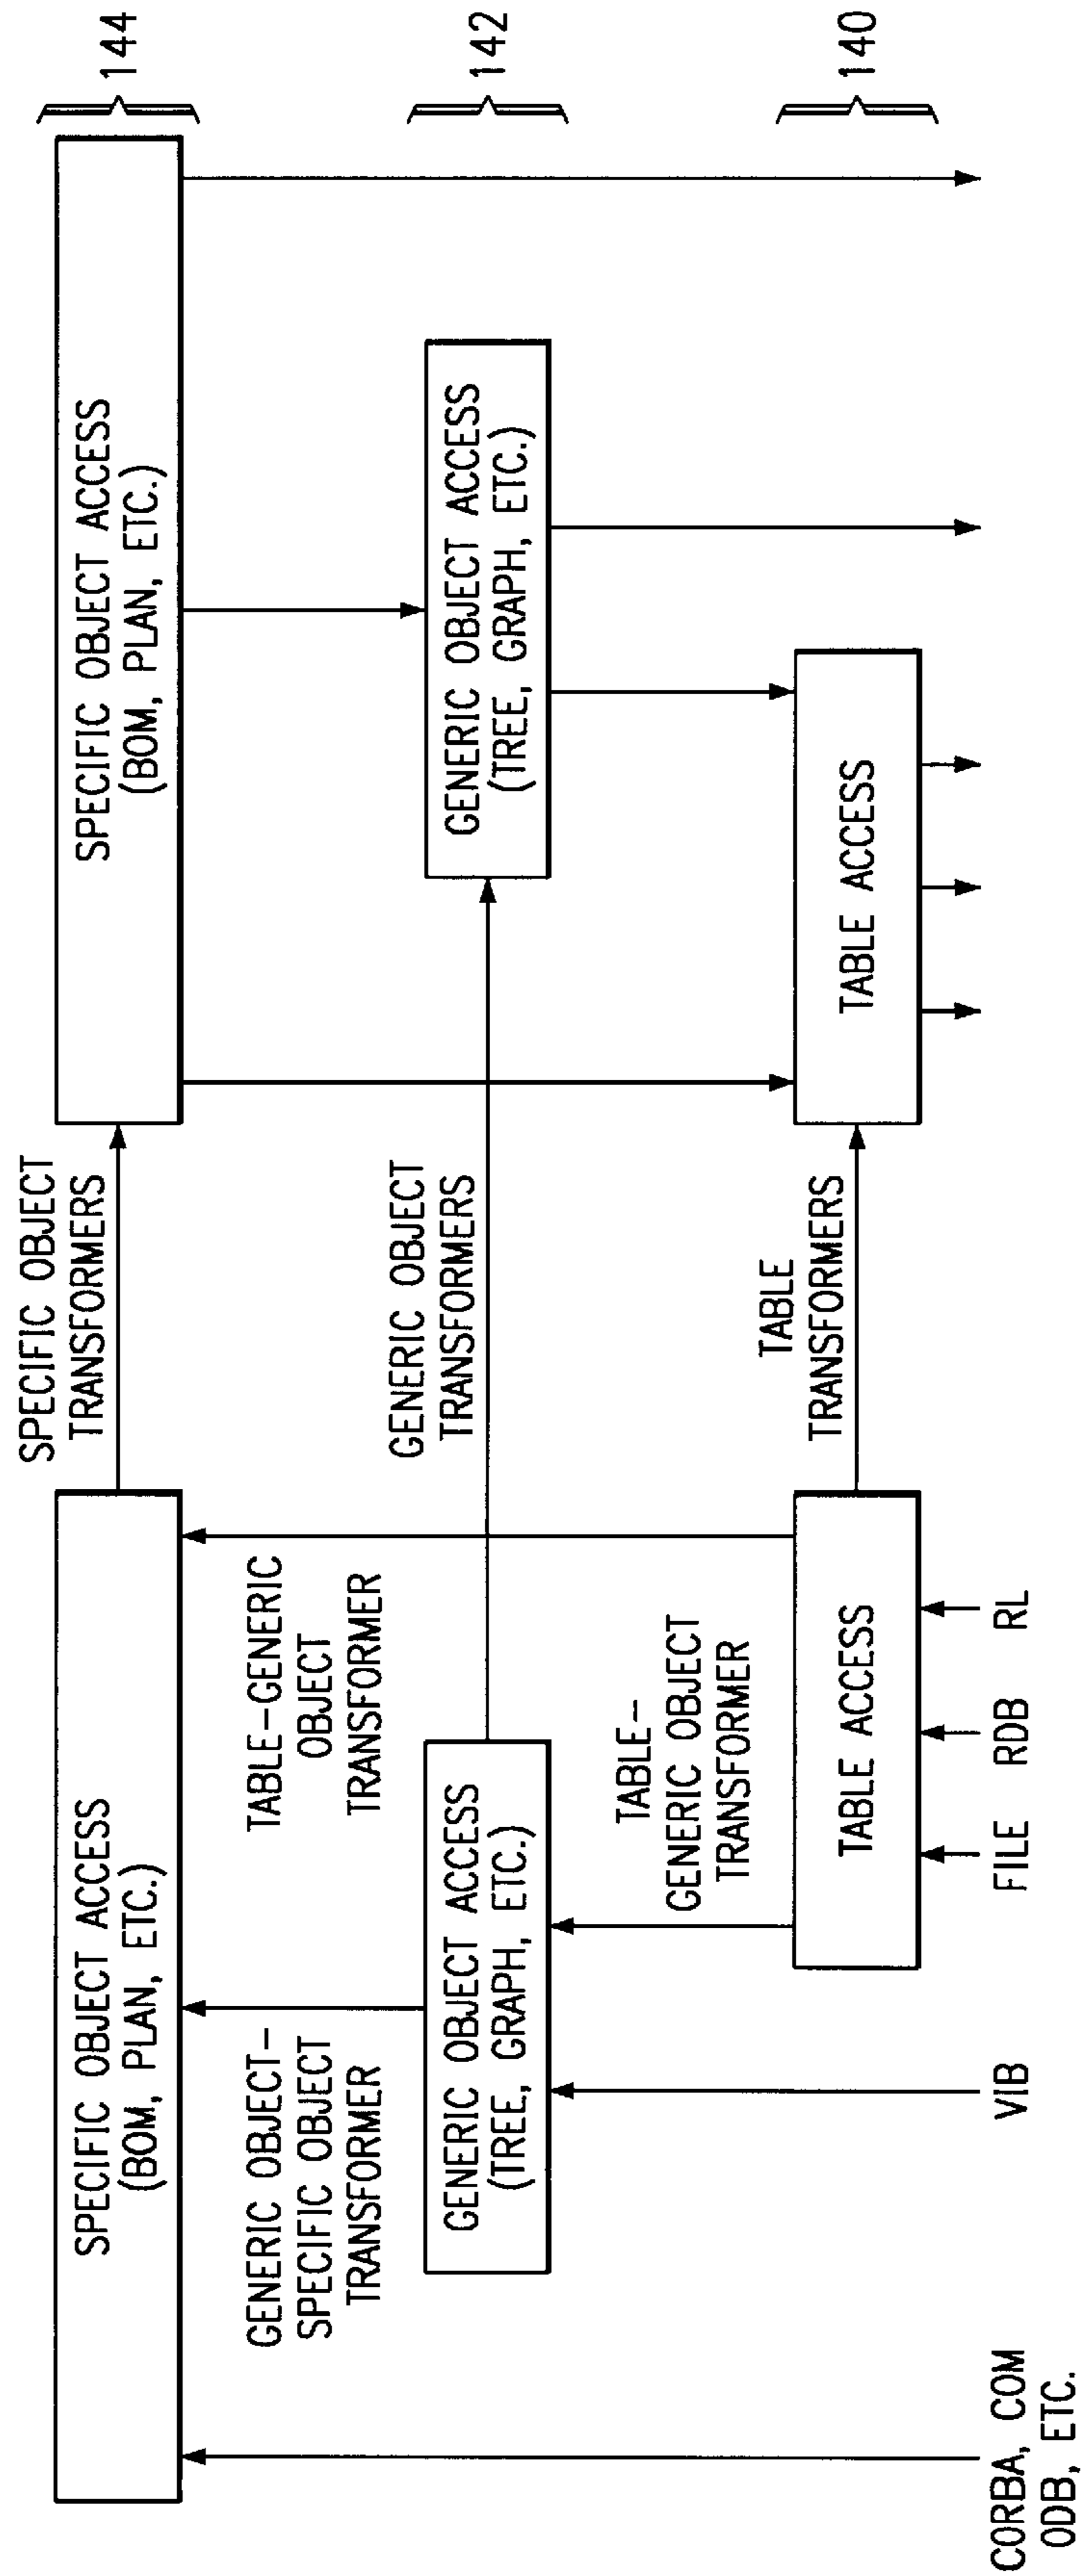 SPECIFIC OBJECT ACCESS
(BOM, PLAN, ETC.)
SPECIFIC OBJECT
TRANSFORMERS
SPECIFIC OBJECT ACCESS
(BOM, PLAN, ETC.)
144
GENERIC OBJECT-
SPECIFIC OBJECT
TRANSFORMER
TABLE-GENERIC
OBJECT
TRANSFORMER
GENERIC OBJECT ACCESS
(TREE, GRAPH, ETC.)
GENERIC OBJECT
TRANSFORMERS
GENERIC OBJECT ACCESS
(TREE, GRAPH, ETC.)
142
TABLE-
GENERIC OBJECT
TRANSFORMER
TABLE ACCESS
TABLE
TRANSFORMERS
TABLE ACCESS
140
CORBA, COM
ODB, ETC.
VIB
FILE
RDB
RL